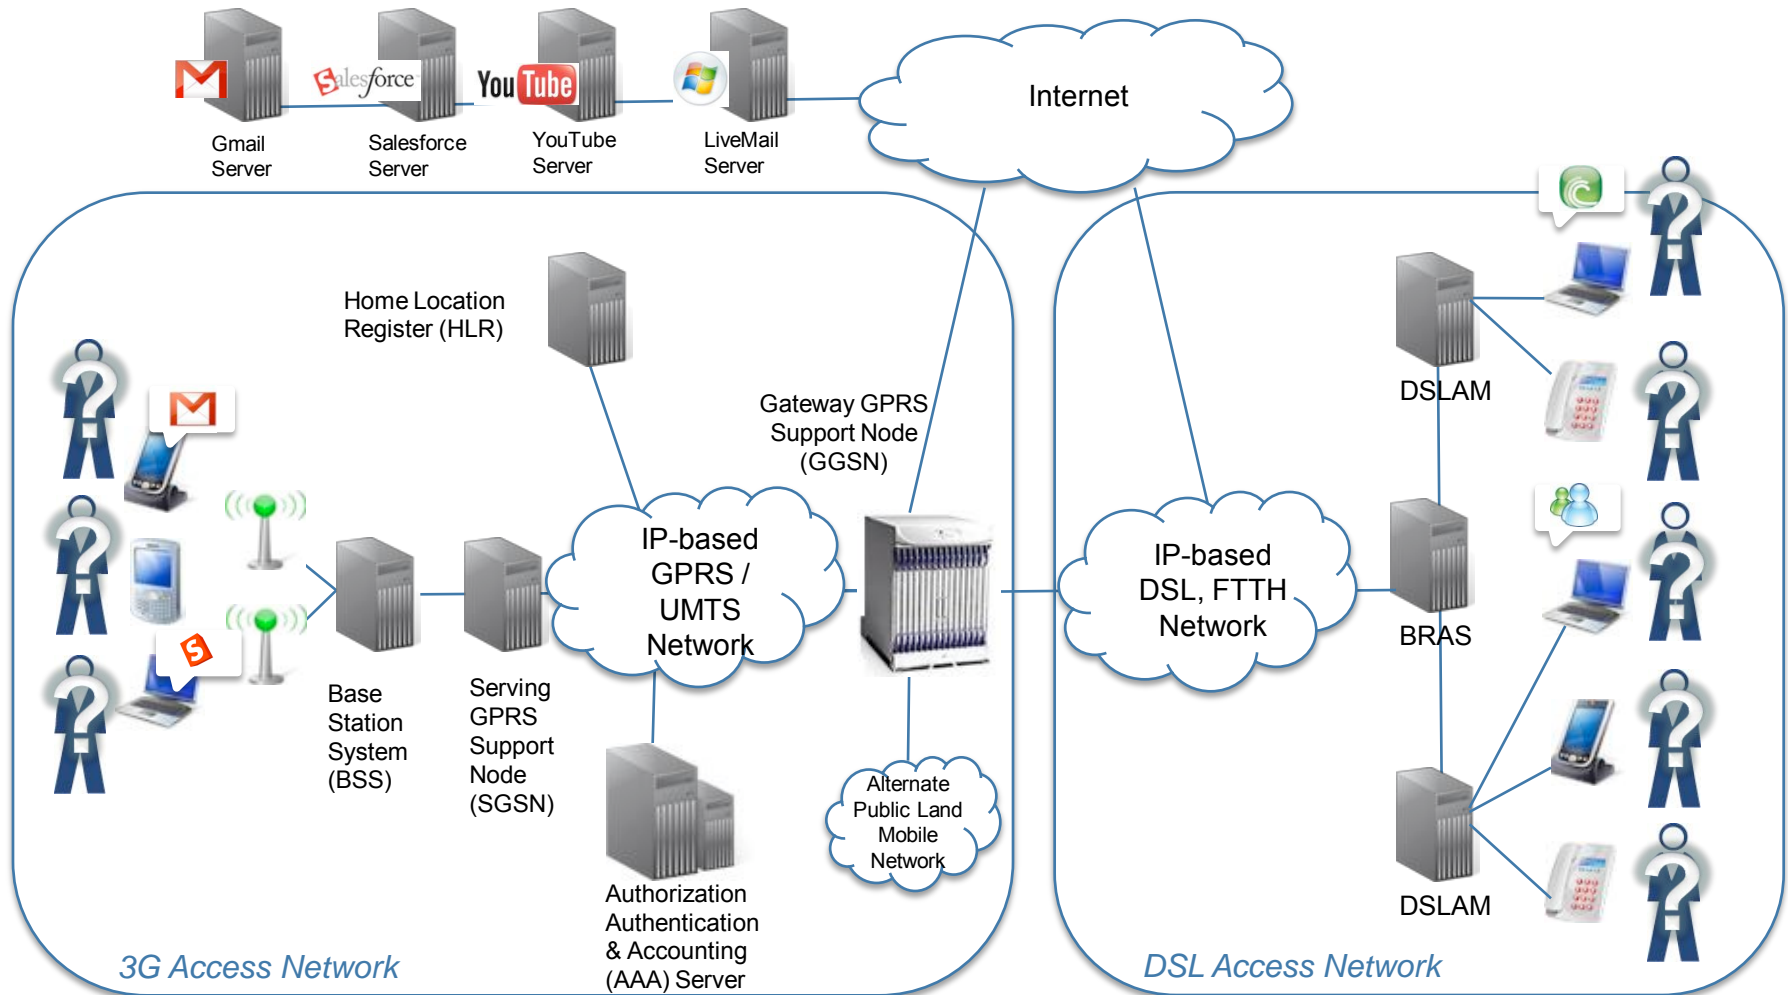 Salesforce
YouTube
Internet
Gmail
Server
Salesforce
Server
YouTube
Server
LiveMail
Server
Home Location
Register (HLR)
Gateway GPRS
Support Node
(GGSN)
DSLAM
IP-based
GPRS /
UMTS
Network
IP-based
DSL, FTTH
Network
BRAS
S
Base
Station
System
(BSS)
Serving
GPRS
Support
Node
(SGSN)
Alternate
Public Land
Mobile
Network
Authorization
Authentication
& Accounting
(AAA) Server
DSLAM
3G Access Network
DSL Access Network